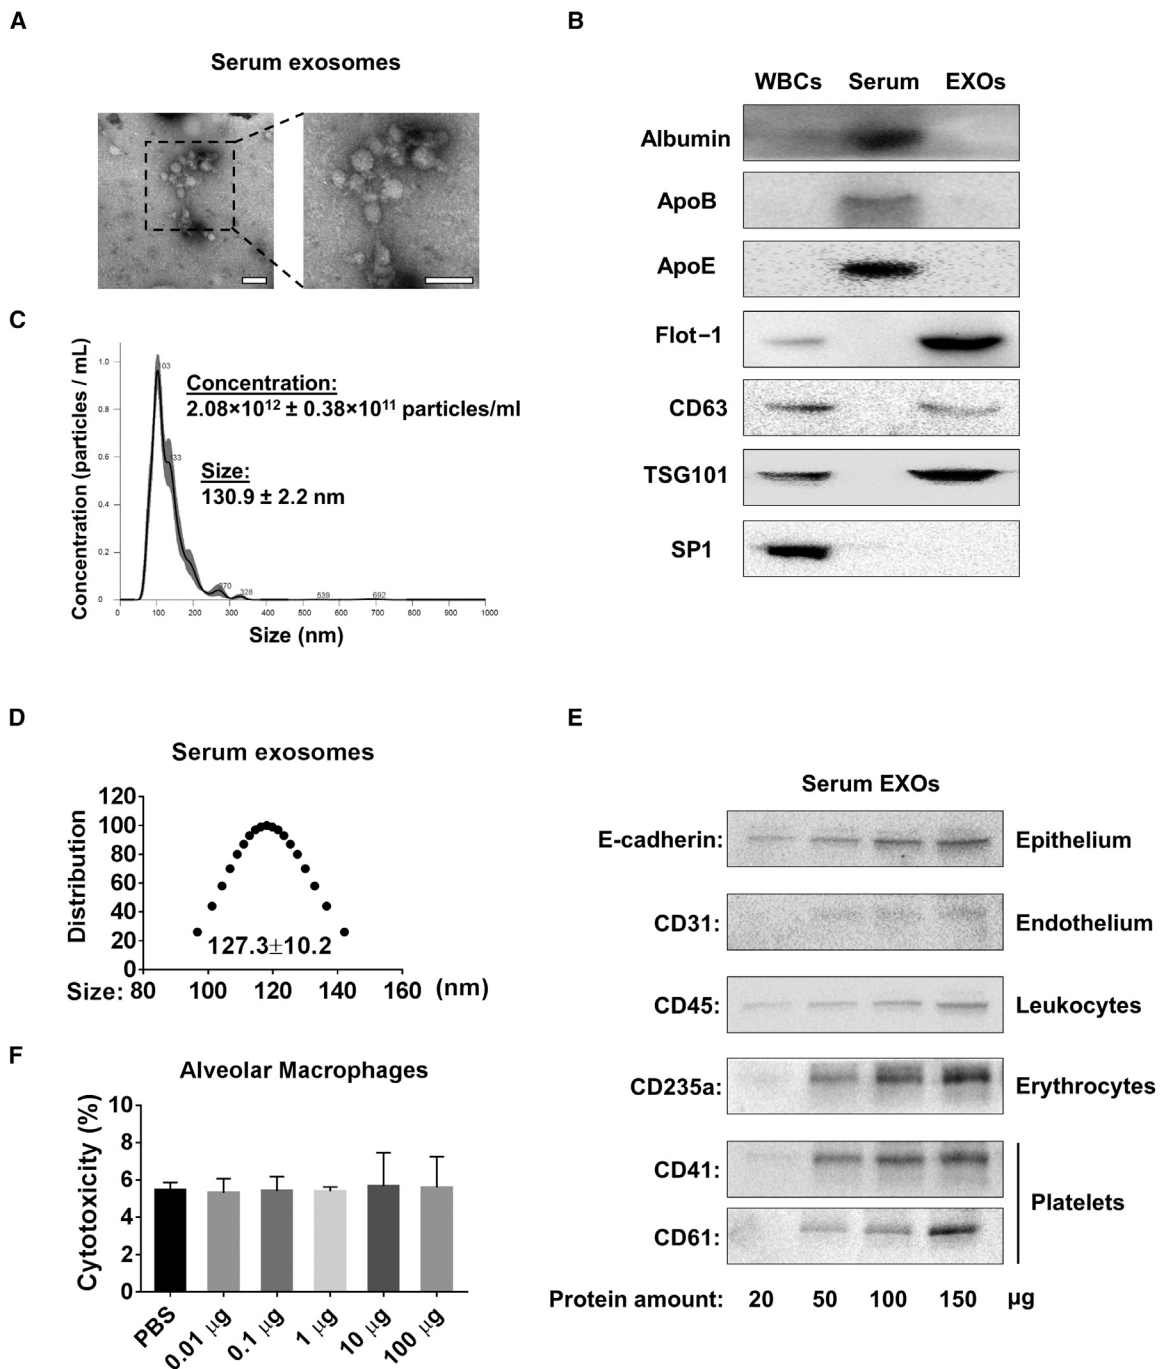 A
Serum exosomes
B
WBCs Serum EXOs
Albumin
ApoB
ApoE
Flot-1
CD63
TSG101
SP1
C
Concentration (particles / mL)
1.0
0.8
0.6
0.4
0.2
0
103
133
270
328
539
692
Concentration:
2.08×10¹² ± 0.38×10¹¹ particles/ml
Size:
130.9 ± 2.2 nm
0 100 200 300 400 500 600 700 800 900 1000
Size (nm)
D
Serum exosomes
Distribution
120
100
80
60
40
20
0
127.3±10.2
Size: 80 100 120 140 160 (nm)
E
Serum EXOs
E-cadherin: Epithelium
CD31: Endothelium
CD45: Leukocytes
CD235a: Erythrocytes
CD41:
CD61:
Platelets
Protein amount: 20 50 100 150 µg
F
Alveolar Macrophages
Cytotoxicity (%)
10
8
6
4
2
0
PBS
0.01 µg
0.1 µg
1 µg
10 µg
100 µg